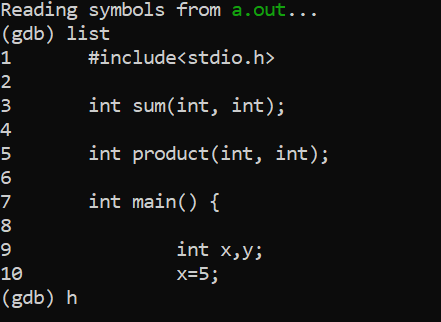 Reading symbols from a.out...
(gdb) list
1       #include<stdio.h>
2
3       int sum(int, int);
4
5       int product(int, int);
6
7       int main() {
8
9               int x,y;
10              x=5;
(gdb) h